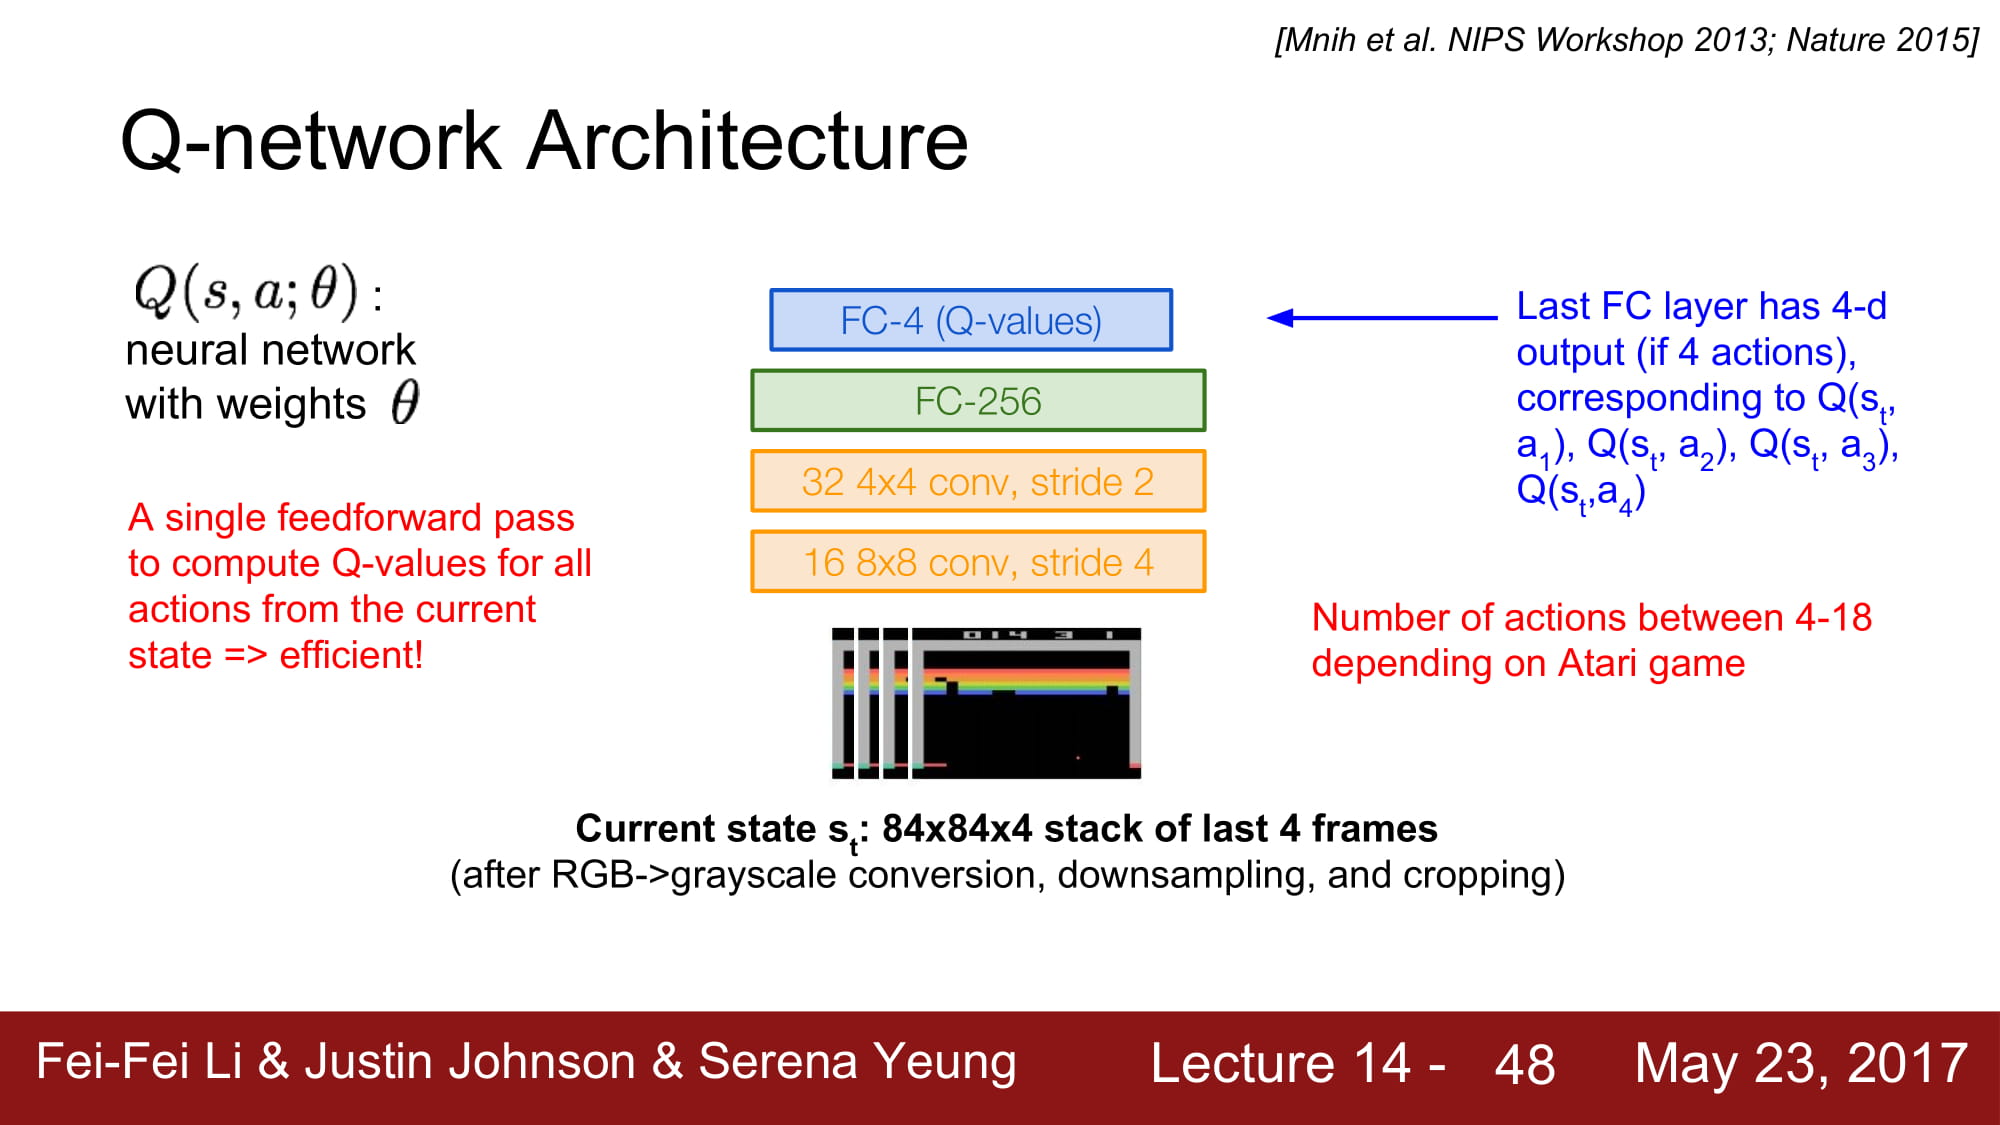 [Mnih et al. NIPS Workshop 2013; Nature 2015]
Q-network Architecture
Q(s, a; θ) :
neural network
with weights θ
A single feedforward pass
to compute Q-values for all
actions from the current
state => efficient!
FC-4 (Q-values)
FC-256
32 4x4 conv, stride 2
16 8x8 conv, stride 4
014 3 1
Last FC layer has 4-d
output (if 4 actions),
corresponding to Q(s_t,
a_1), Q(s_t, a_2), Q(s_t, a_3),
Q(s_t,a_4)
Number of actions between 4-18
depending on Atari game
Current state s_t: 84x84x4 stack of last 4 frames
(after RGB->grayscale conversion, downsampling, and cropping)
Fei-Fei Li & Justin Johnson & Serena Yeung
Lecture 14 - 48
May 23, 2017